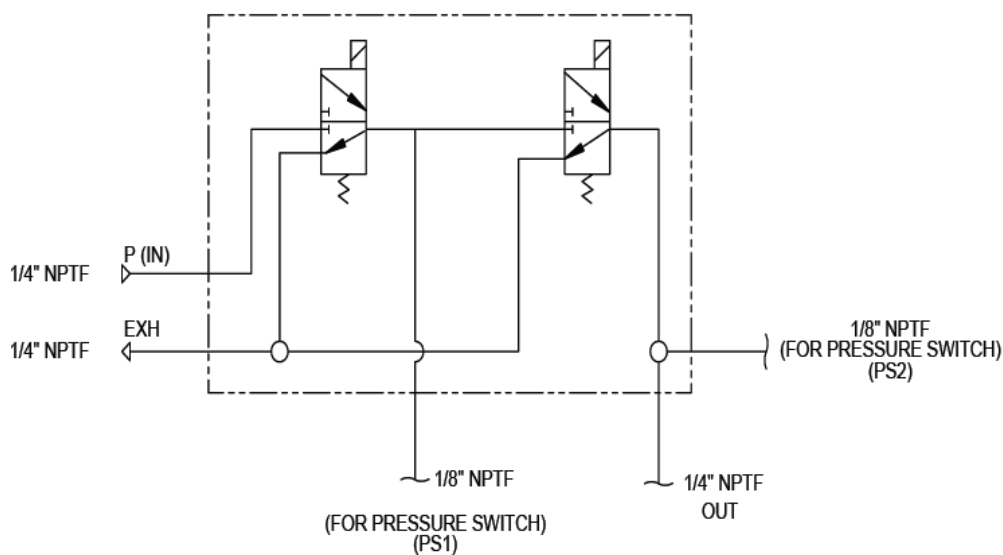 P (IN)
1/4" NPTF
EXH
1/4" NPTF
1/8" NPTF
(FOR PRESSURE SWITCH)
(PS2)
1/8" NPTF
(FOR PRESSURE SWITCH)
(PS1)
1/4" NPTF
OUT